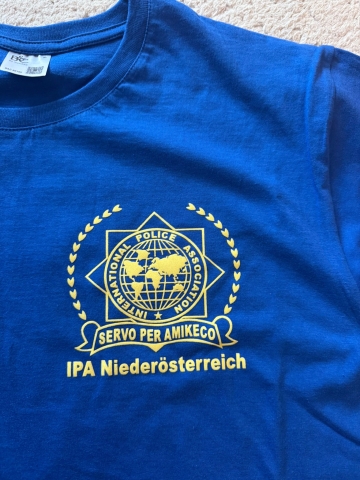 INTERNATIONAL POLICE ASSOCIATION
SERVO PER AMIKECO
IPA Niederösterreich